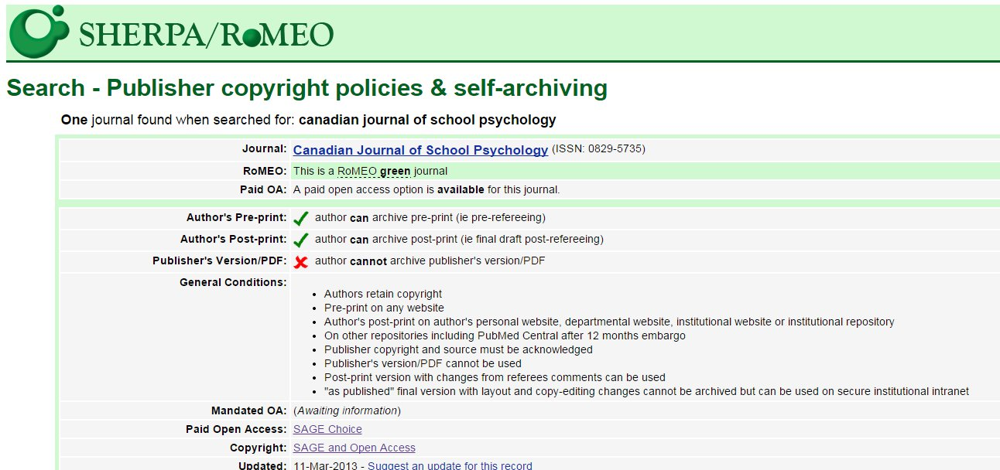 SHERPA/RoMEO
Search - Publisher copyright policies & self-archiving
One journal found when searched for: canadian journal of school psychology
Journal: Canadian Journal of School Psychology (ISSN: 0829-5735)
RoMEO: This is a RoMEO green journal
Paid OA: A paid open access option is available for this journal.
Author's Pre-print: author can archive pre-print (ie pre-refereeing)
Author's Post-print: author can archive post-print (ie final draft post-refereeing)
Publisher's Version/PDF: author cannot archive publisher's version/PDF
General Conditions:
• Authors retain copyright
• Pre-print on any website
• Author's post-print on author's personal website, departmental website, institutional website or institutional repository
• On other repositories including PubMed Central after 12 months embargo
• Publisher copyright and source must be acknowledged
• Publisher's version/PDF cannot be used
• Post-print version with changes from referees comments can be used
• "as published" final version with layout and copy-editing changes cannot be archived but can be used on secure institutional intranet
Mandated OA: (Awaiting information)
Paid Open Access: SAGE Choice
Copyright: SAGE and Open Access
Updated: 11-Mar-2013 - Suggest an update for this record